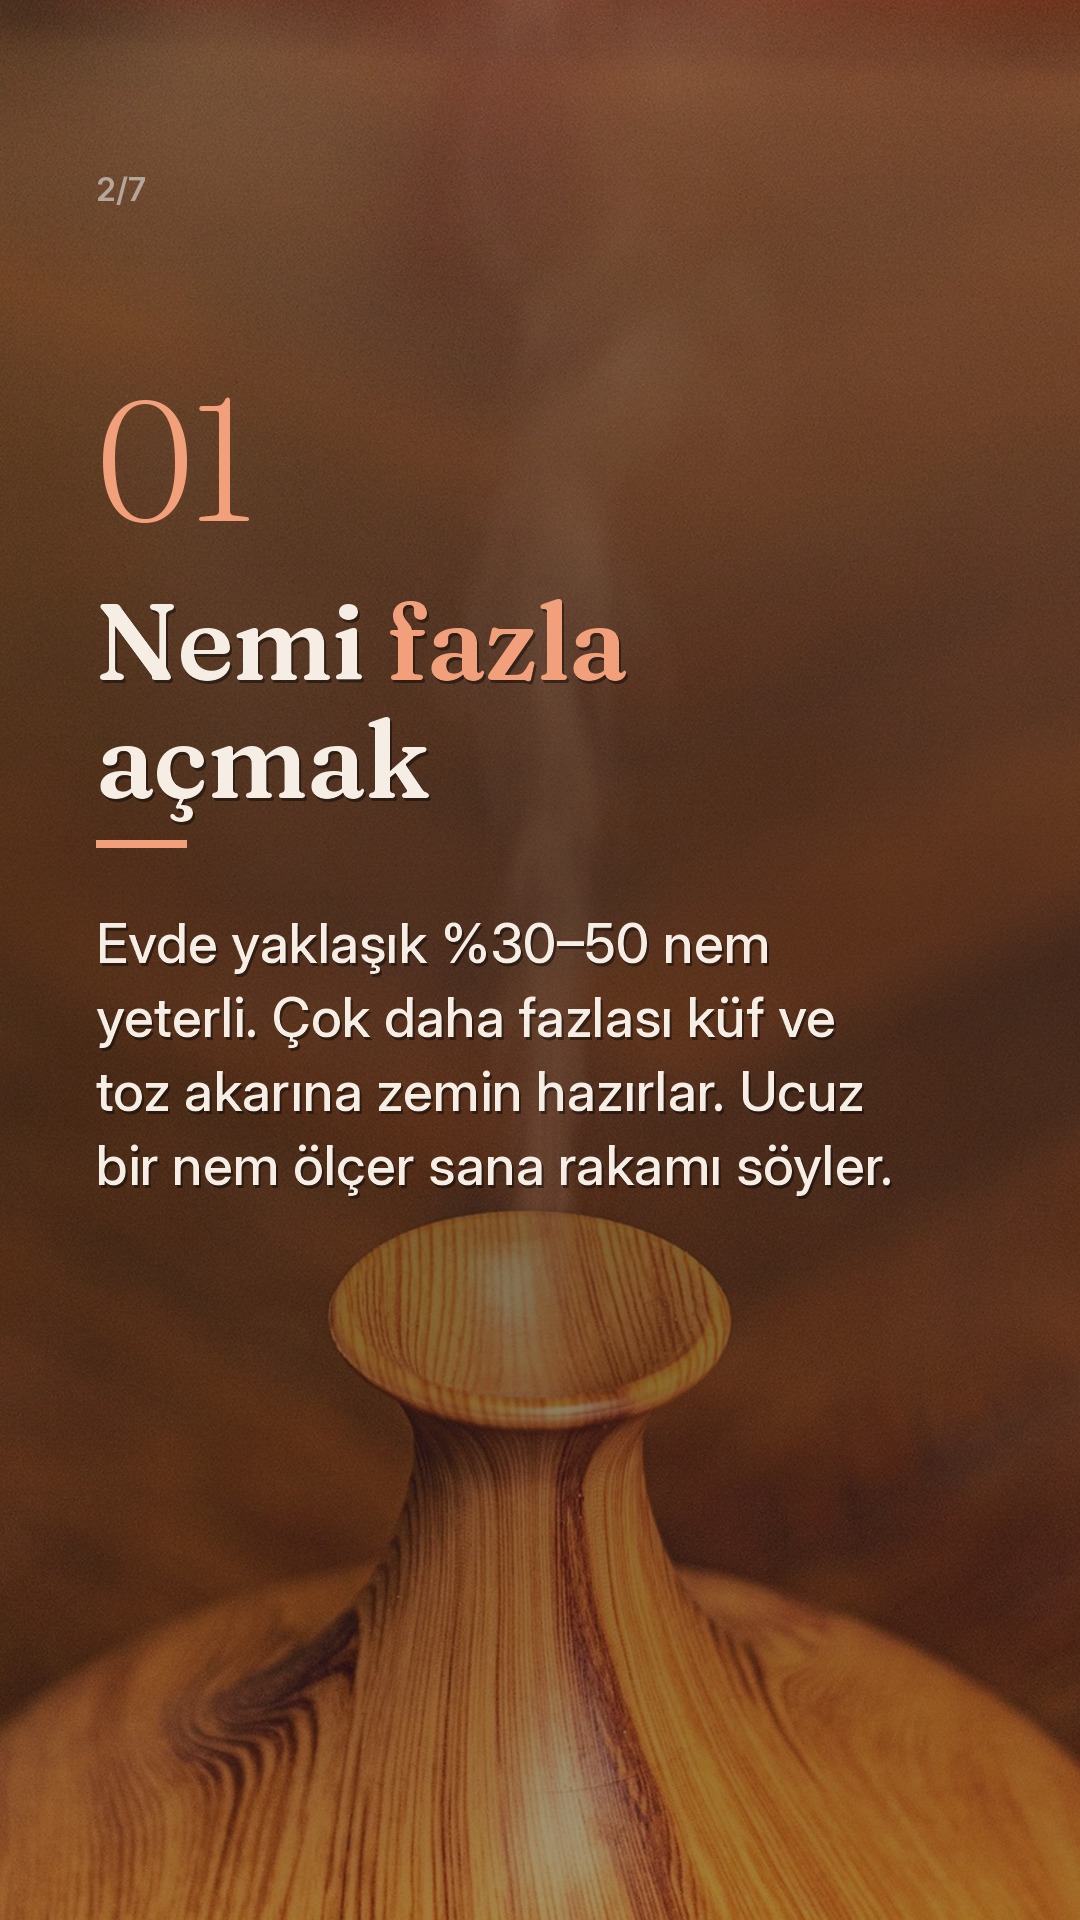 2/7
01
Nemi fazla
açmak
Evde yaklaşık %30–50 nem
yeterli. Çok daha fazlası küf ve
toz akarına zemin hazırlar. Ucuz
bir nem ölçer sana rakamı söyler.